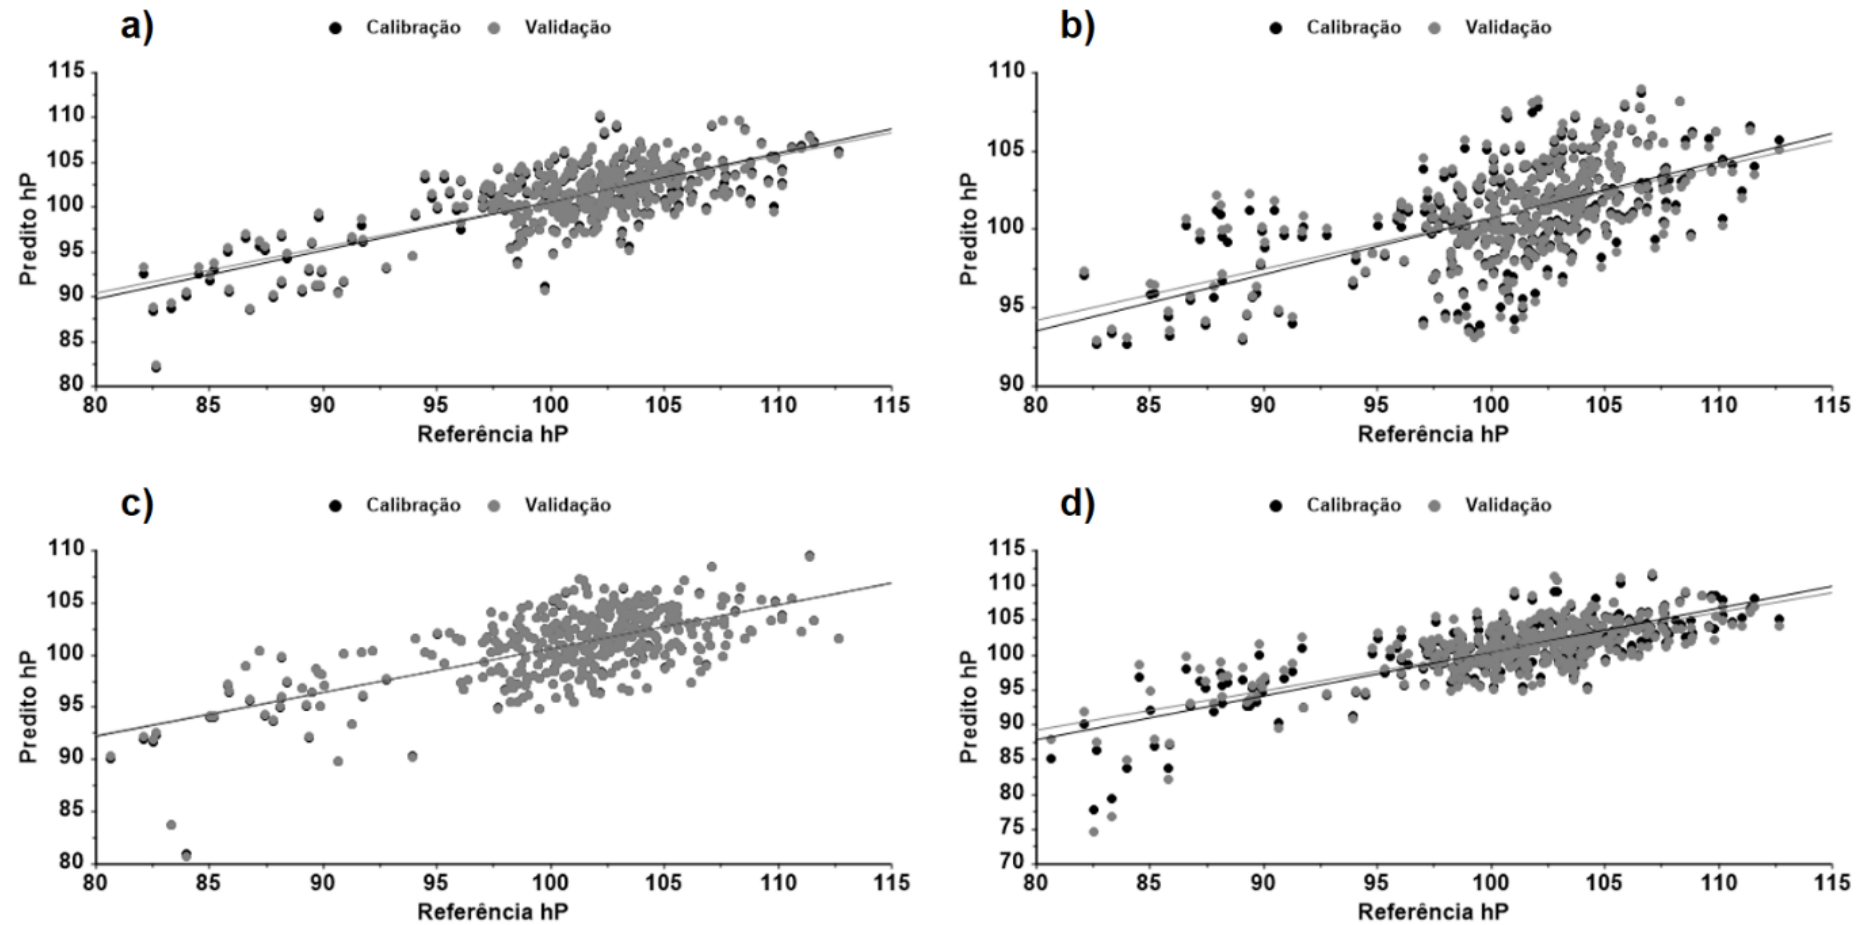 a)
Calibração Validação
Predito hP
115
110
105
100
95
90
85
80
80 85 90 95 100 105 110 115
Referência hP
b)
Calibração Validação
Predito hP
110
105
100
95
90
80 85 90 95 100 105 110 115
Referência hP
c)
Calibração Validação
Predito hP
110
105
100
95
90
85
80
80 85 90 95 100 105 110 115
Referência hP
d)
Calibração Validação
Predito hP
115
110
105
100
95
90
85
80
75
70
80 85 90 95 100 105 110 115
Referência hP